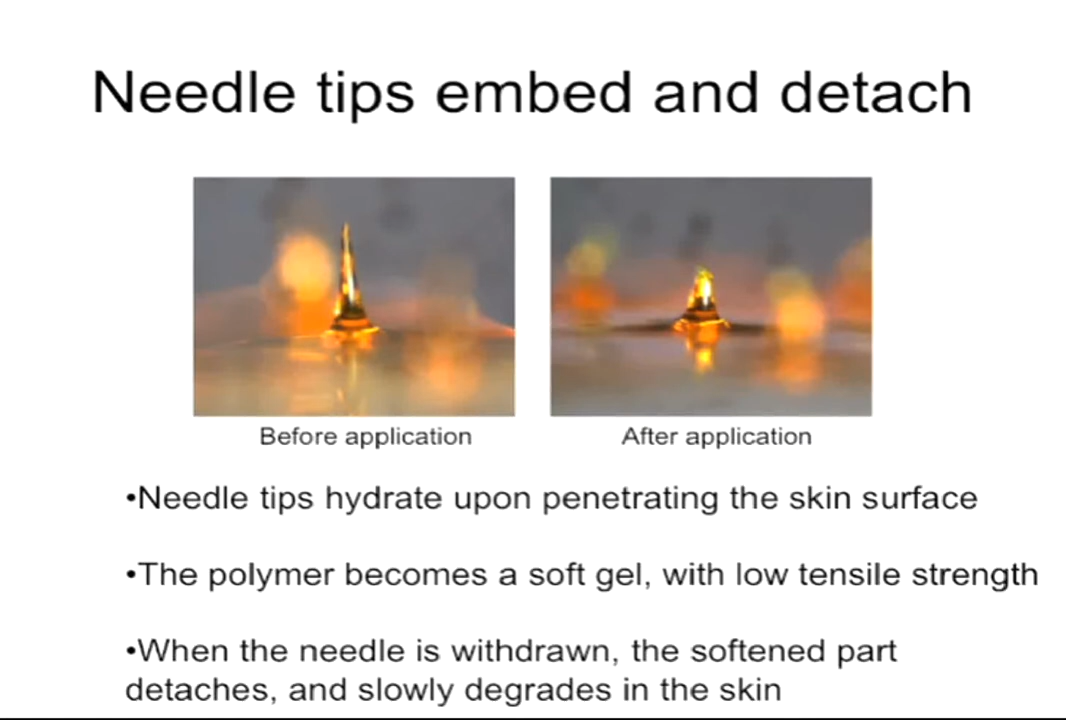 Needle tips embed and detach
Before application
After application
•Needle tips hydrate upon penetrating the skin surface
•The polymer becomes a soft gel, with low tensile strength
•When the needle is withdrawn, the softened part
detaches, and slowly degrades in the skin